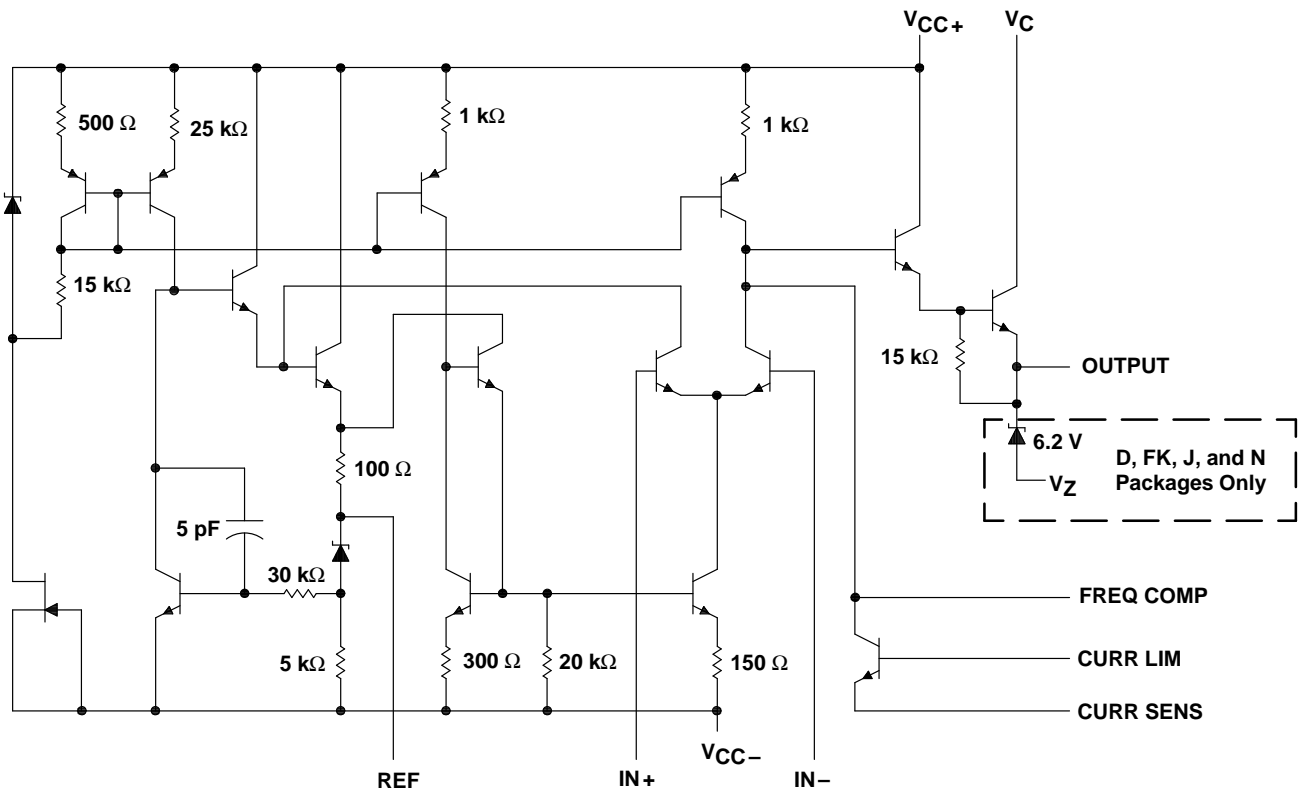 VCC+
VC
500 Ω
25 kΩ
1 kΩ
1 kΩ
15 kΩ
15 kΩ
OUTPUT
6.2 V
D, FK, J, and N
Packages Only
VZ
100 Ω
5 pF
30 kΩ
FREQ COMP
5 kΩ
300 Ω
20 kΩ
150 Ω
CURR LIM
CURR SENS
VCC−
REF
IN+
IN−